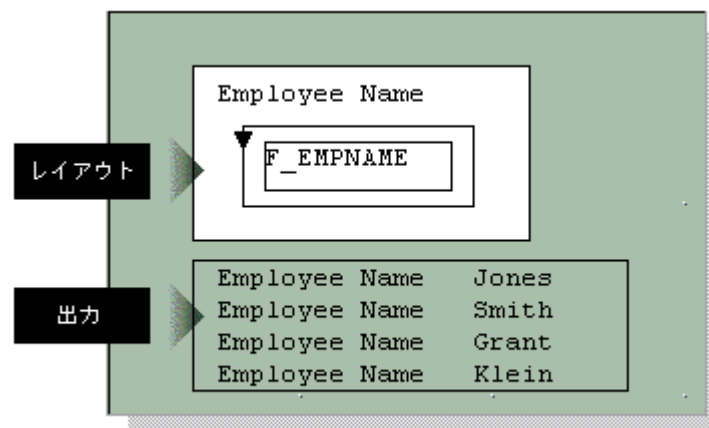 Employee Name
F_EMPNAME
レイアウト
Employee Name Jones
Employee Name Smith
Employee Name Grant
Employee Name Klein
出力